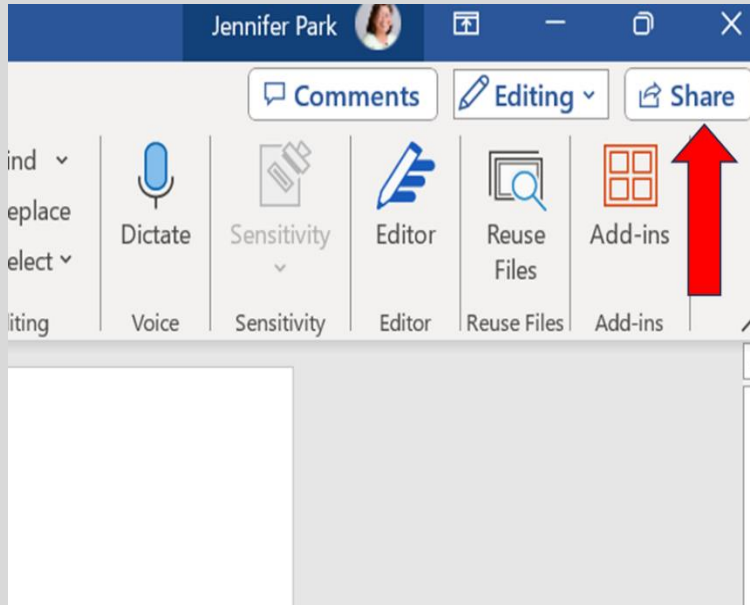 Jennifer Park
Comments Editing Share
ind
eplace
elect
Dictate
Sensitivity
Editor
Reuse
Files
Add-ins
iting Voice Sensitivity Editor Reuse Files Add-ins